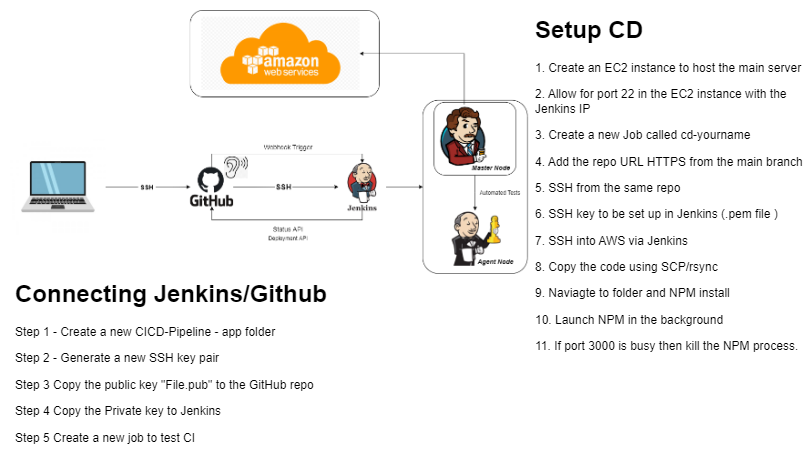 amazon
web services
Setup CD
1. Create an EC2 instance to host the main server
2. Allow for port 22 in the EC2 instance with the
Jenkins IP
3. Create a new Job called cd-yourname
4. Add the repo URL HTTPS from the main branch
5. SSH from the same repo
6. SSH key to be set up in Jenkins (.pem file )
7. SSH into AWS via Jenkins
8. Copy the code using SCP/rsync
9. Naviagte to folder and NPM install
10. Launch NPM in the background
11. If port 3000 is busy then kill the NPM process.
Webhook Trigger
SSH
GitHub
SSH
Jenkins
Status API
Deployment API
Master Node
Automated Tests
Agent Node
Connecting Jenkins/Github
Step 1 - Create a new CICD-Pipeline - app folder
Step 2 - Generate a new SSH key pair
Step 3 Copy the public key "File.pub" to the GitHub repo
Step 4 Copy the Private key to Jenkins
Step 5 Create a new job to test CI